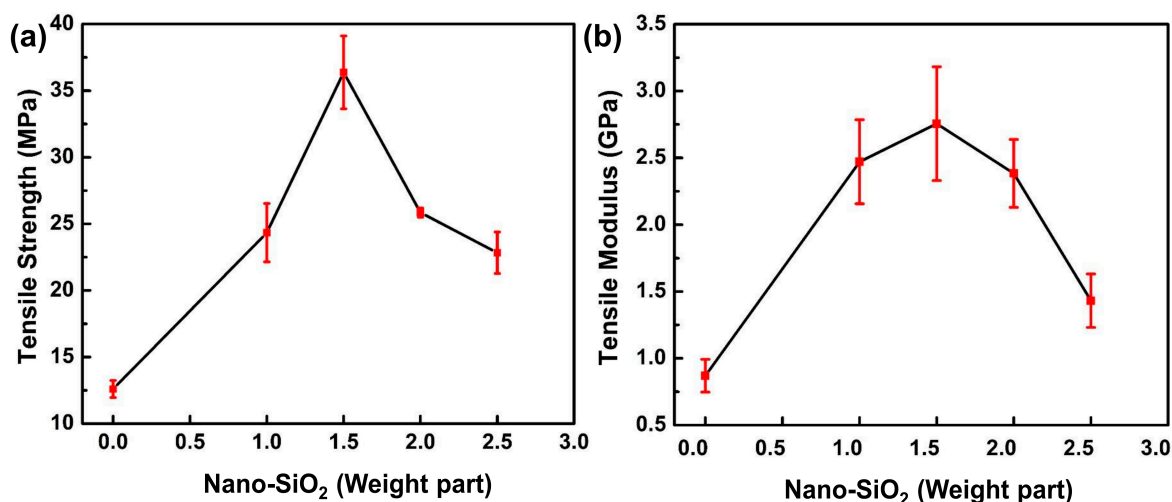 (a)
Tensile Strength (MPa)
40
35
30
25
20
15
10
0.0 0.5 1.0 1.5 2.0 2.5 3.0
Nano-SiO₂ (Weight part)
(b)
Tensile Modulus (GPa)
3.5
3.0
2.5
2.0
1.5
1.0
0.5
0.0 0.5 1.0 1.5 2.0 2.5 3.0
Nano-SiO₂ (Weight part)